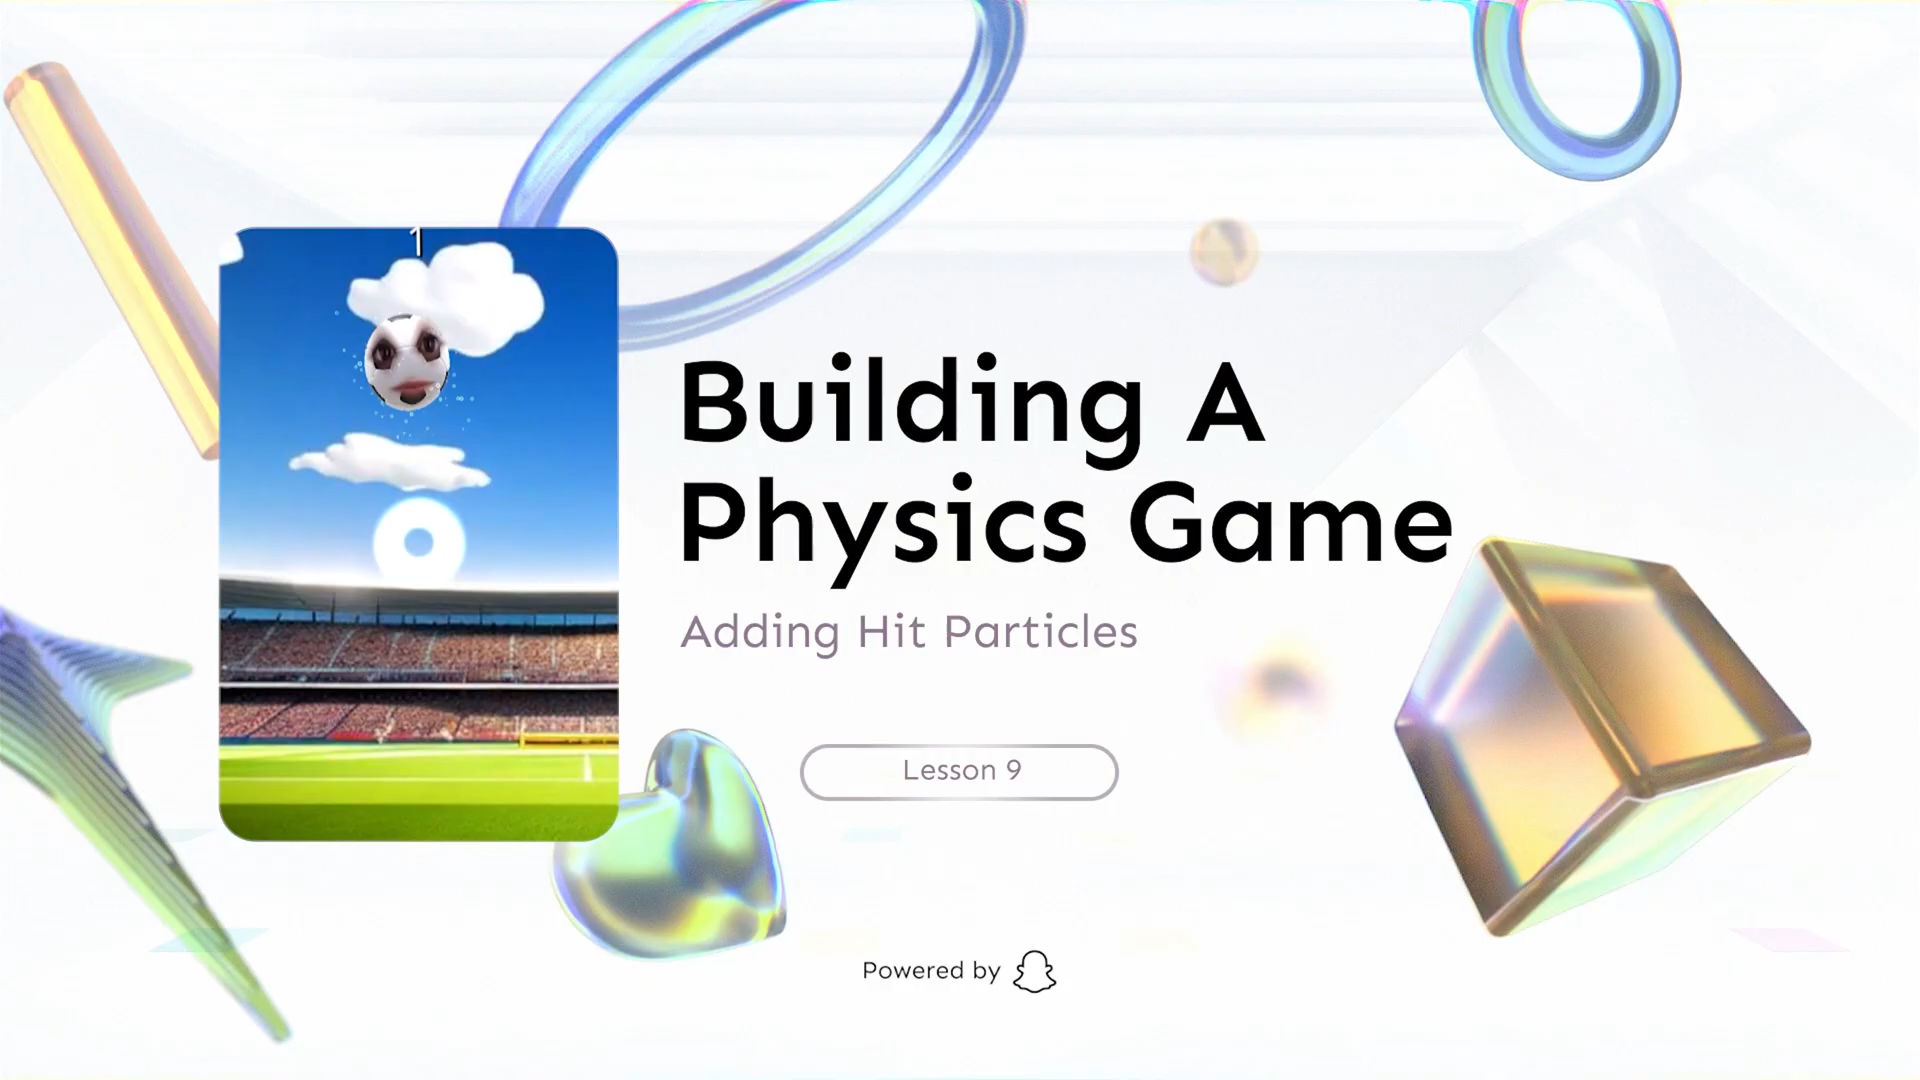 1
Building A
Physics Game
Adding Hit Particles
Lesson 9
Powered by